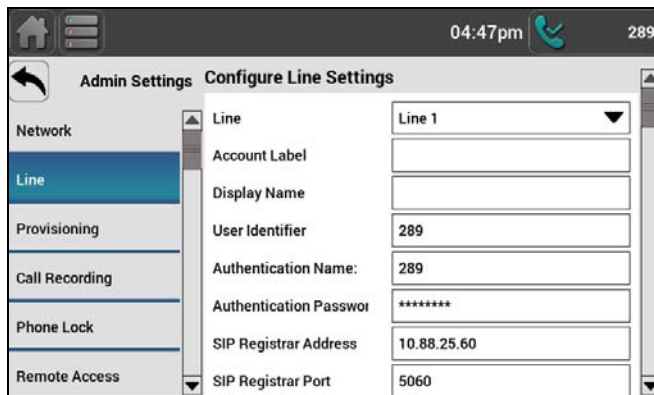 04:47pm 289
Admin Settings
Network
Line
Provisioning
Call Recording
Phone Lock
Remote Access
Configure Line Settings
Line Line 1
Account Label
Display Name
User Identifier 289
Authentication Name: 289
Authentication Passwor ********
SIP Registrar Address 10.88.25.60
SIP Registrar Port 5060